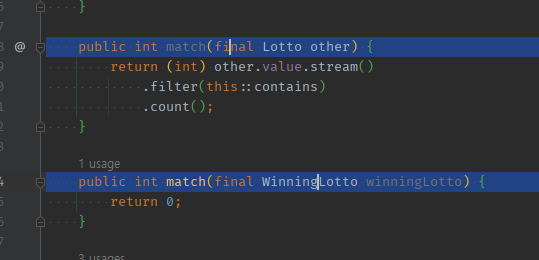 }
@ public int match(final Lotto other) {
return (int) other.value.stream()
.filter(this::contains)
.count();
}
1 usage
public int match(final WinningLotto winningLotto) {
return 0;
}
3 usages